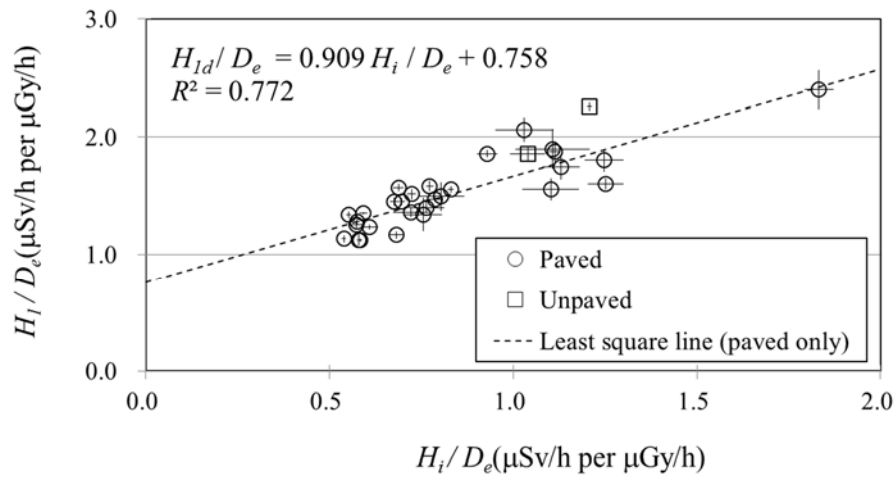 3.0
H1d / De = 0.909 Hi / De + 0.758
R² = 0.772
2.0
1.0
0.0
Paved
Unpaved
Least square line (paved only)
0.0 0.5 1.0 1.5 2.0
H1 / De(μSv/h per μGy/h)
Hi / De(μSv/h per μGy/h)